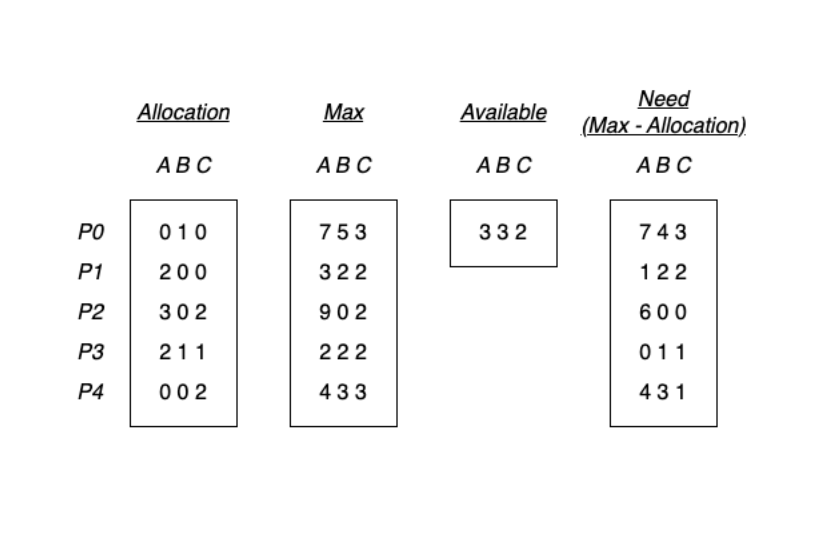 Allocation Max Available Need
(Max - Allocation)
A B C A B C A B C A B C
P0 0 1 0 7 5 3 3 3 2 7 4 3
P1 2 0 0 3 2 2 1 2 2
P2 3 0 2 9 0 2 6 0 0
P3 2 1 1 2 2 2 0 1 1
P4 0 0 2 4 3 3 4 3 1